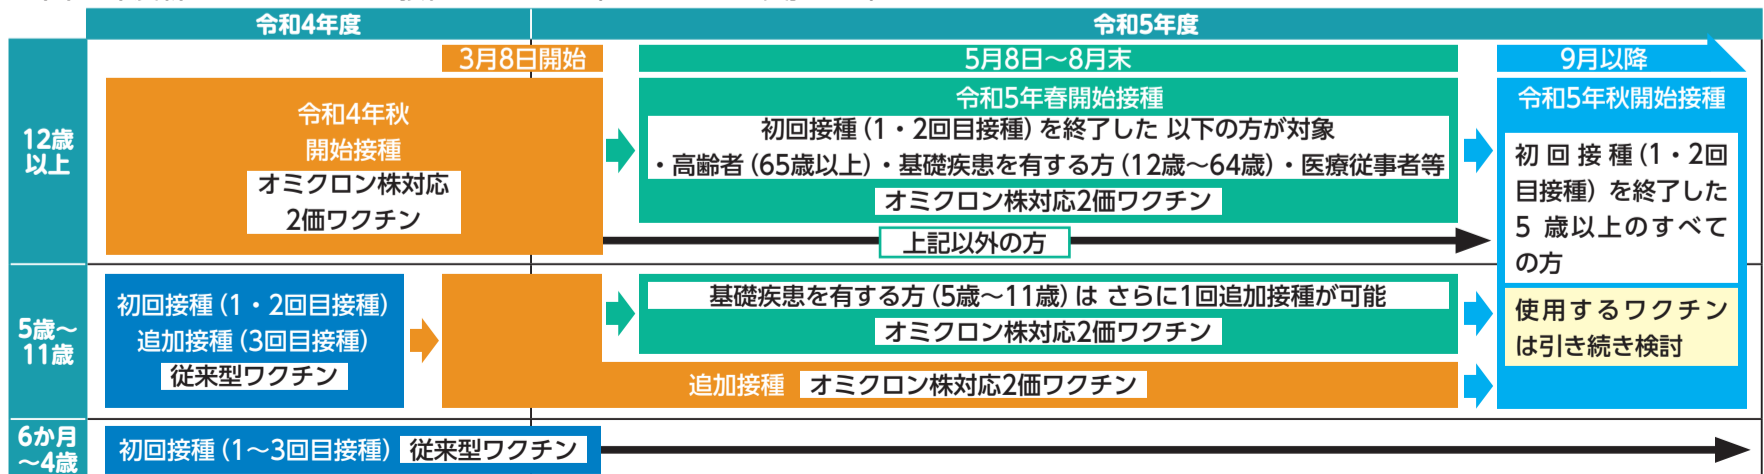 令和4年度
令和5年度
3月8日開始
5月8日～8月末
9月以降
12歳
以上
令和4年秋
開始接種
オミクロン株対応
2価ワクチン
令和5年春開始接種
初回接種（1・2回目接種）を終了した 以下の方が対象
・高齢者（65歳以上）・基礎疾患を有する方（12歳～64歳）・医療従事者等
オミクロン株対応2価ワクチン
上記以外の方
令和5年秋開始接種
初回接種（1・2回
目接種）を終了した
5 歳以上のすべて
の方
使用するワクチン
は引き続き検討
5歳～
11歳
初回接種（1・2回目接種）
追加接種（3回目接種）
従来型ワクチン
基礎疾患を有する方（5歳～11歳）は さらに1回追加接種が可能
オミクロン株対応2価ワクチン
追加接種 オミクロン株対応2価ワクチン
6か月
～4歳
初回接種（1～3回目接種） 従来型ワクチン